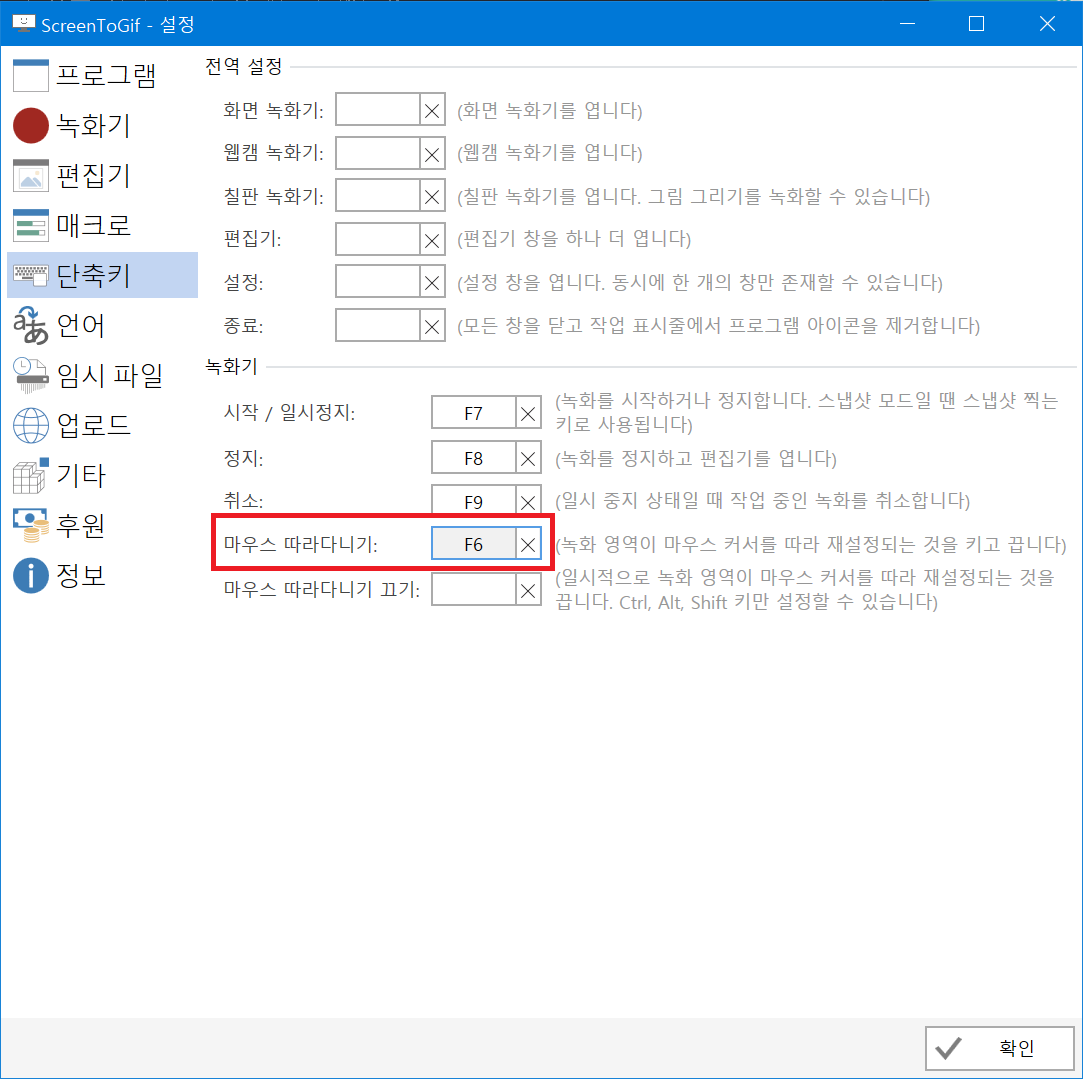 ScreenToGif - 설정
프로그램
녹화기
편집기
매크로
단축키
언어
임시 파일
업로드
기타
후원
정보
전역 설정
화면 녹화기: (화면 녹화기를 엽니다)
웹캠 녹화기: (웹캠 녹화기를 엽니다)
칠판 녹화기: (칠판 녹화기를 엽니다. 그림 그리기를 녹화할 수 있습니다)
편집기: (편집기 창을 하나 더 엽니다)
설정: (설정 창을 엽니다. 동시에 한 개의 창만 존재할 수 있습니다)
종료: (모든 창을 닫고 작업 표시줄에서 프로그램 아이콘을 제거합니다)
녹화기
시작 / 일시정지: F7 (녹화를 시작하거나 정지합니다. 스냅샷 모드일 땐 스냅샷 찍는
키로 사용됩니다)
정지: F8 (녹화를 정지하고 편집기를 엽니다)
취소: F9 (일시 중지 상태일 때 작업 중인 녹화를 취소합니다)
마우스 따라다니기: F6 (녹화 영역이 마우스 커서를 따라 재설정되는 것을 키고 끕니다)
마우스 따라다니기 끄기: (일시적으로 녹화 영역이 마우스 커서를 따라 재설정되는 것을
끕니다. Ctrl, Alt, Shift 키만 설정할 수 있습니다)
확인